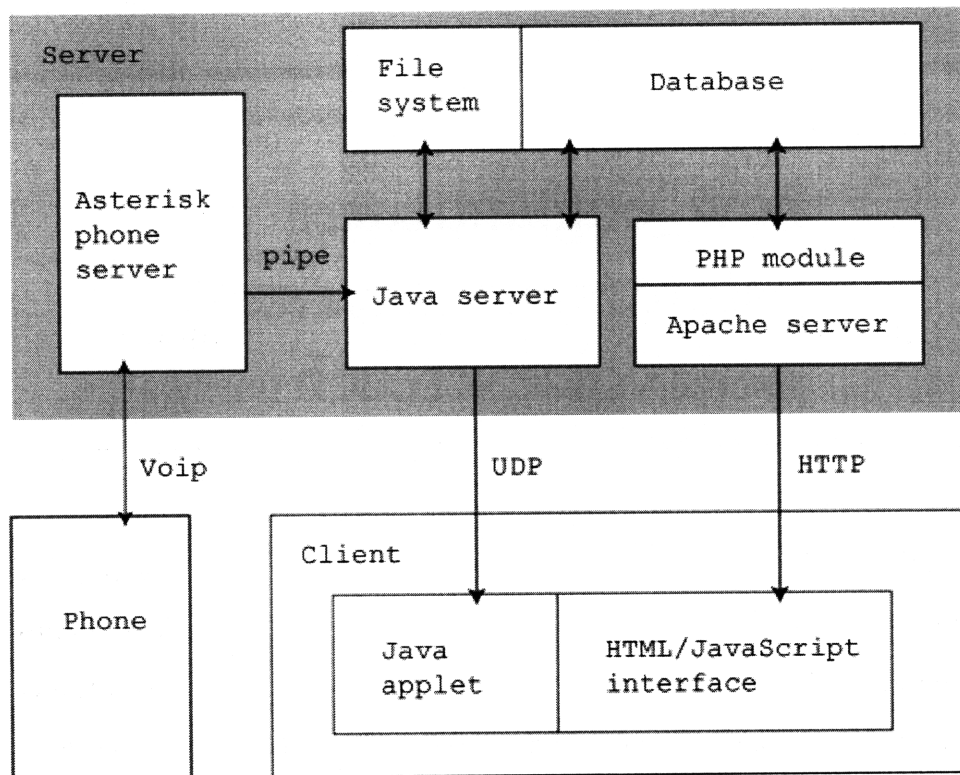 Server
File
system
Database
Asterisk
phone
server
pipe
Java server
PHP module
Apache server
Voip
UDP
HTTP
Client
Phone
Java
applet
HTML/JavaScript
interface